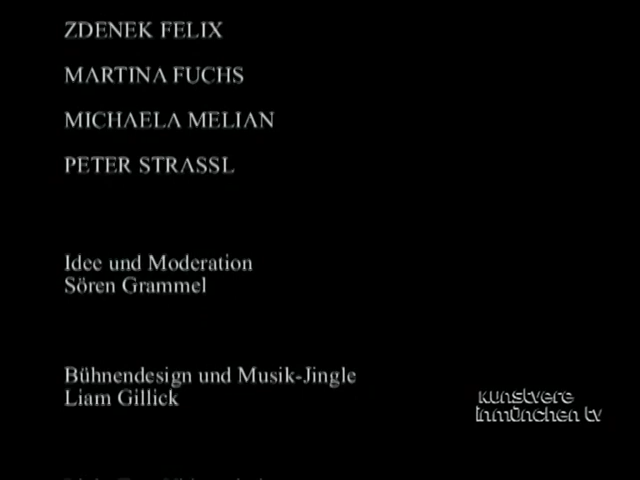 ZDENEK FELIX
MARTINA FUCHS
MICHAELA MELIAN
PETER STRASSL
Idee und Moderation
Sören Grammel
Bühnendesign und Musik-Jingle
Liam Gillick
kunstvere
inmünchen tv